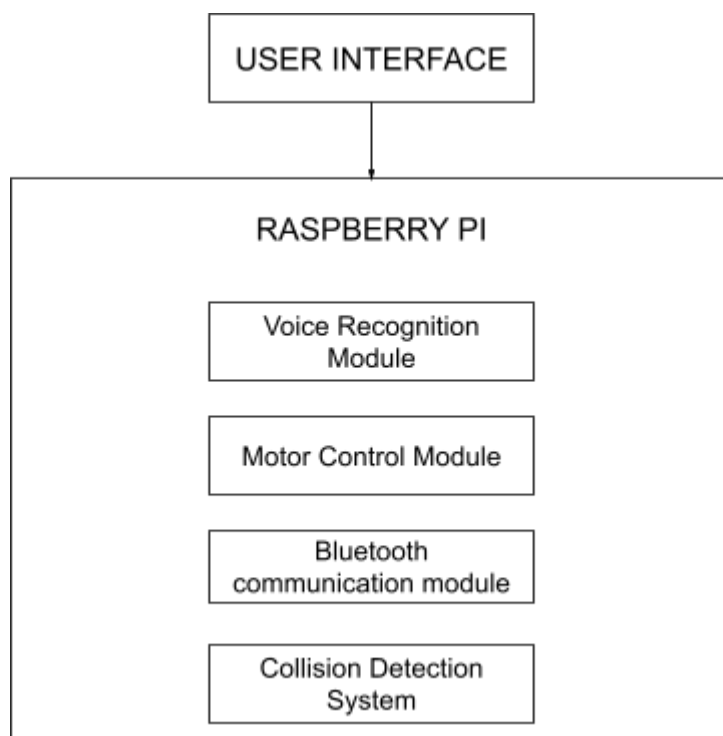 USER INTERFACE
RASPBERRY PI
Voice Recognition
Module
Motor Control Module
Bluetooth
communication module
Collision Detection
System